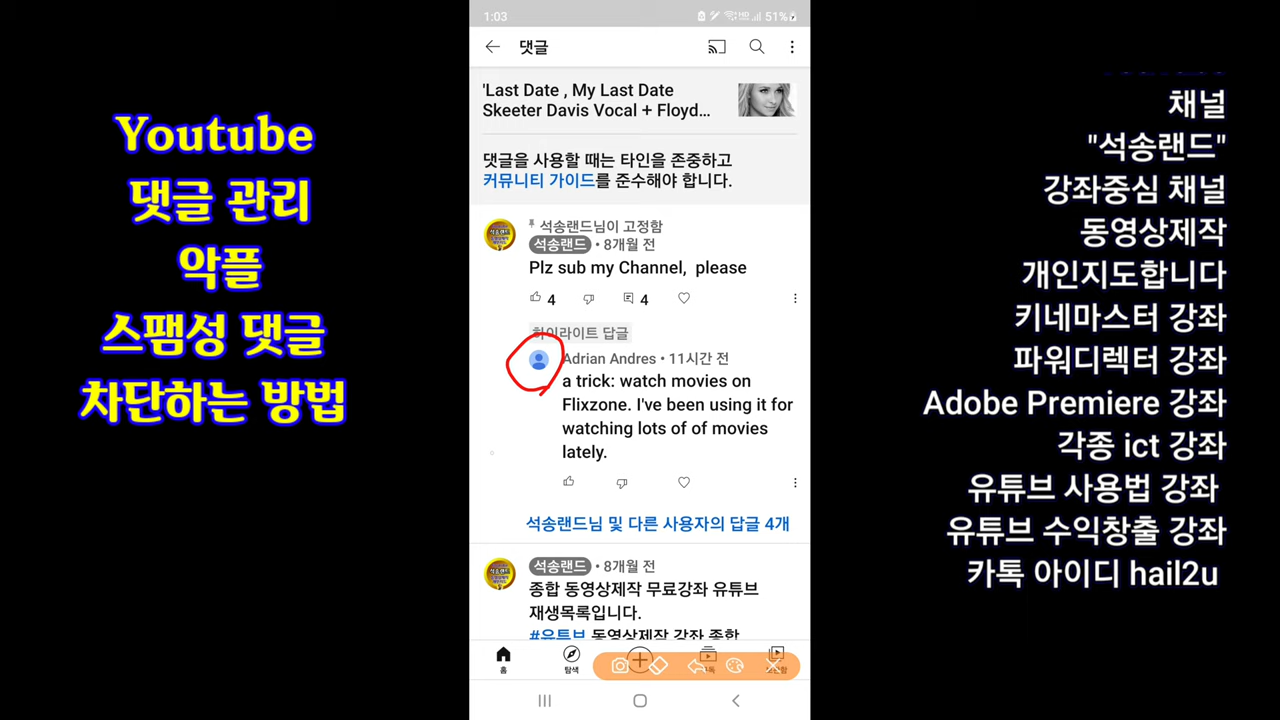 Youtube
댓글 관리
악플
스팸성 댓글
차단하는 방법
1:03
51%
댓글
'Last Date , My Last Date
Skeeter Davis Vocal + Floyd...
댓글을 사용할 때는 타인을 존중하고
커뮤니티 가이드를 준수해야 합니다.
석송랜드님이 고정함
석송랜드 • 8개월 전
Plz sub my Channel, please
4
4
하이라이트 답글
Adrian Andres • 11시간 전
a trick: watch movies on
Flixzone. I've been using it for
watching lots of of movies
lately.
석송랜드님 및 다른 사용자의 답글 4개
석송랜드 • 8개월 전
종합 동영상제작 무료강좌 유튜브
재생목록입니다.
#유튜브 동영상제작 강좌 종합
홈
탐색
채널
"석송랜드"
강좌중심 채널
동영상제작
개인지도합니다
키네마스터 강좌
파워디렉터 강좌
Adobe Premiere 강좌
각종 ict 강좌
유튜브 사용법 강좌
유튜브 수익창출 강좌
카톡 아이디 hail2u